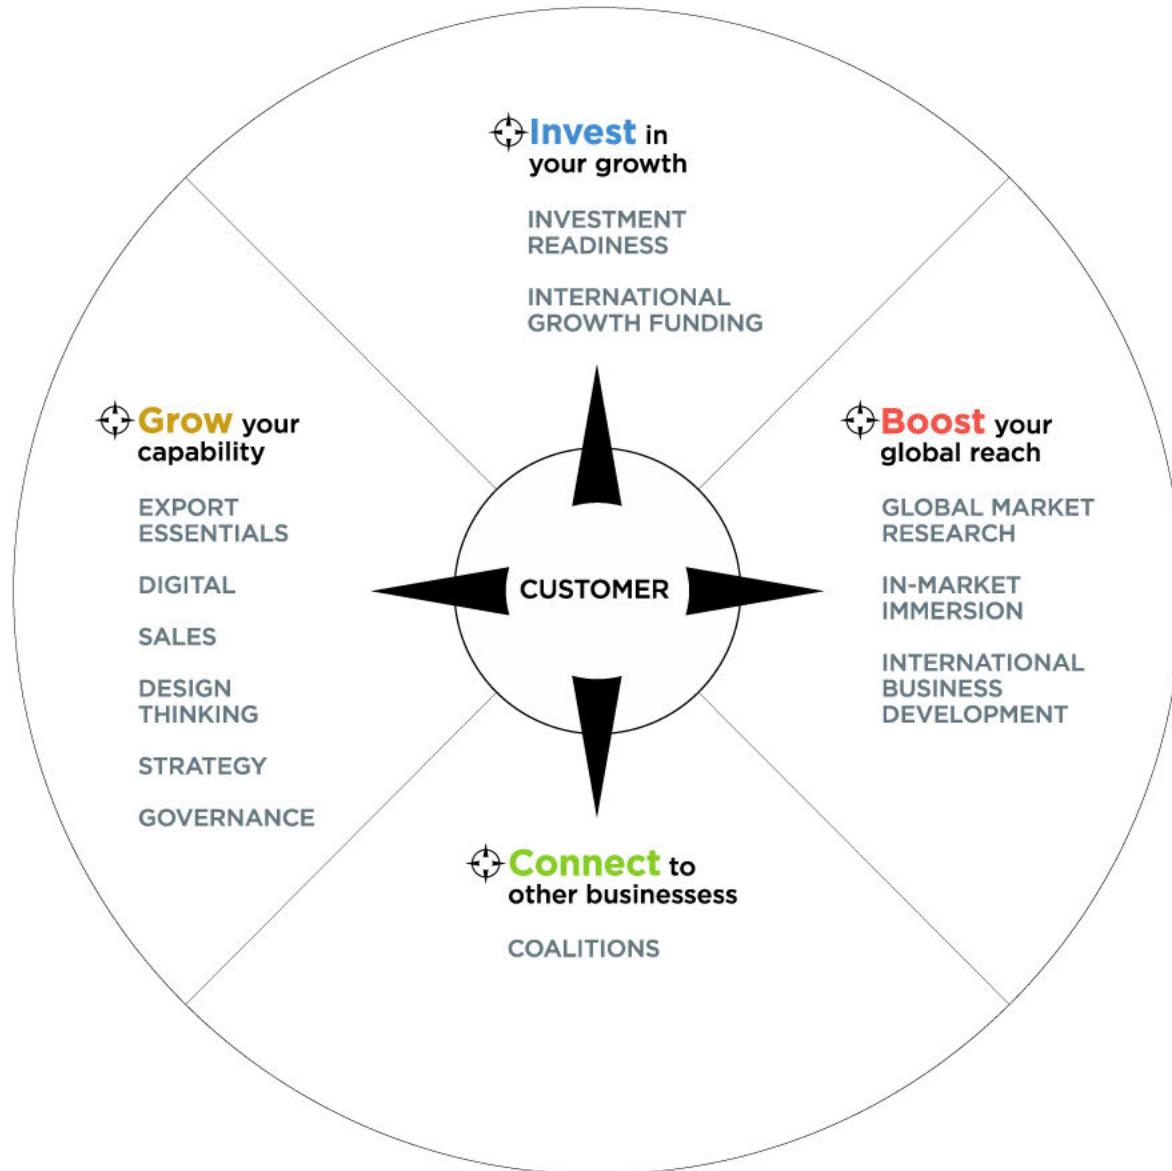 Invest in
your growth
INVESTMENT
READINESS
INTERNATIONAL
GROWTH FUNDING
Grow your
capability
EXPORT
ESSENTIALS
DIGITAL
SALES
DESIGN
THINKING
STRATEGY
GOVERNANCE
CUSTOMER
Boost your
global reach
GLOBAL MARKET
RESEARCH
IN-MARKET
IMMERSION
INTERNATIONAL
BUSINESS
DEVELOPMENT
Connect to
other businessess
COALITIONS